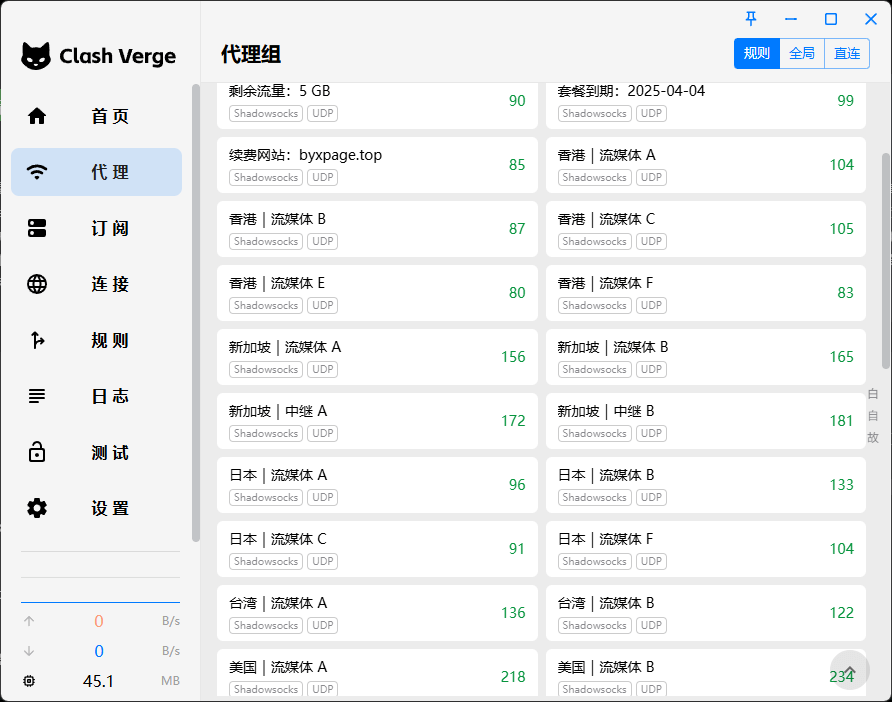 Clash Verge
首 页
代 理
订 阅
连 接
规 则
日 志
测 试
设 置
0 B/s
0 B/s
45.1 MB
代理组
规则 全局 直连
剩余流量：5 GB
Shadowsocks UDP
90
套餐到期：2025-04-04
Shadowsocks UDP
99
续费网站：byxpage.top
Shadowsocks UDP
85
香港 | 流媒体 A
Shadowsocks UDP
104
香港 | 流媒体 B
Shadowsocks UDP
87
香港 | 流媒体 C
Shadowsocks UDP
105
香港 | 流媒体 E
Shadowsocks UDP
80
香港 | 流媒体 F
Shadowsocks UDP
83
新加坡 | 流媒体 A
Shadowsocks UDP
156
新加坡 | 流媒体 B
Shadowsocks UDP
165
新加坡 | 中继 A
Shadowsocks UDP
172
新加坡 | 中继 B
Shadowsocks UDP
181
日本 | 流媒体 A
Shadowsocks UDP
96
日本 | 流媒体 B
Shadowsocks UDP
133
日本 | 流媒体 C
Shadowsocks UDP
91
日本 | 流媒体 F
Shadowsocks UDP
104
台湾 | 流媒体 A
Shadowsocks UDP
136
台湾 | 流媒体 B
Shadowsocks UDP
122
美国 | 流媒体 A
Shadowsocks UDP
218
美国 | 流媒体 B
Shadowsocks UDP
234
白
自
故